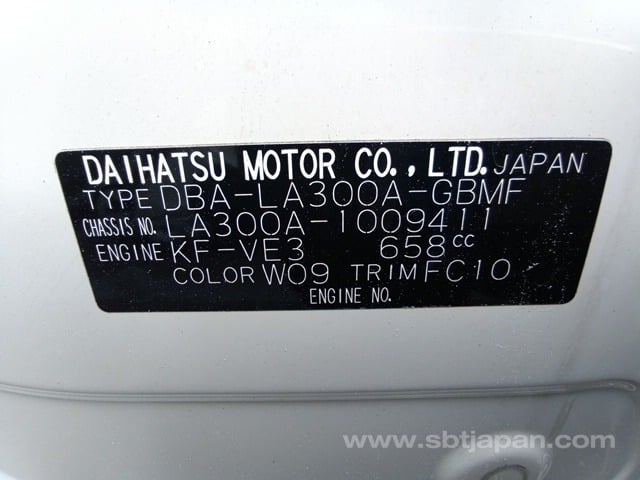 DAIHATSU MOTOR CO., LTD. JAPAN
TYPE DBA-LA300A-GBMF
CHASSIS NO. LA300A-1009411
ENGINE KF-VE3 658cc
COLOR W09 TRIM FC10
ENGINE NO.
www.sbtjapan.com